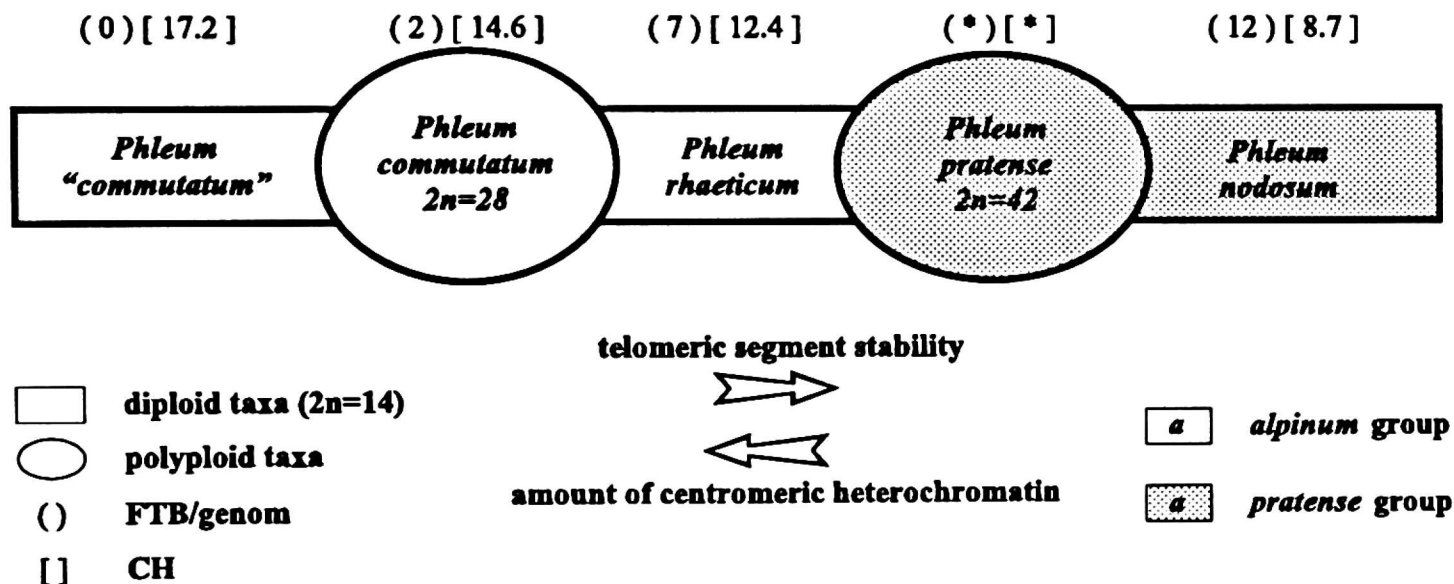 (0)[17.2] (2)[14.6] (7)[12.4] (*)[*] (12)[8.7]
Phleum
“commutatum”
Phleum
commutatum
2n=28
Phleum
rhaeticum
Phleum
pratense
2n=42
Phleum
nodosum
telomeric segment stability
amount of centromeric heterochromatin
diploid taxa (2n=14)
polyploid taxa
() FTB/genom
[] CH
a alpinum group
a pratense group